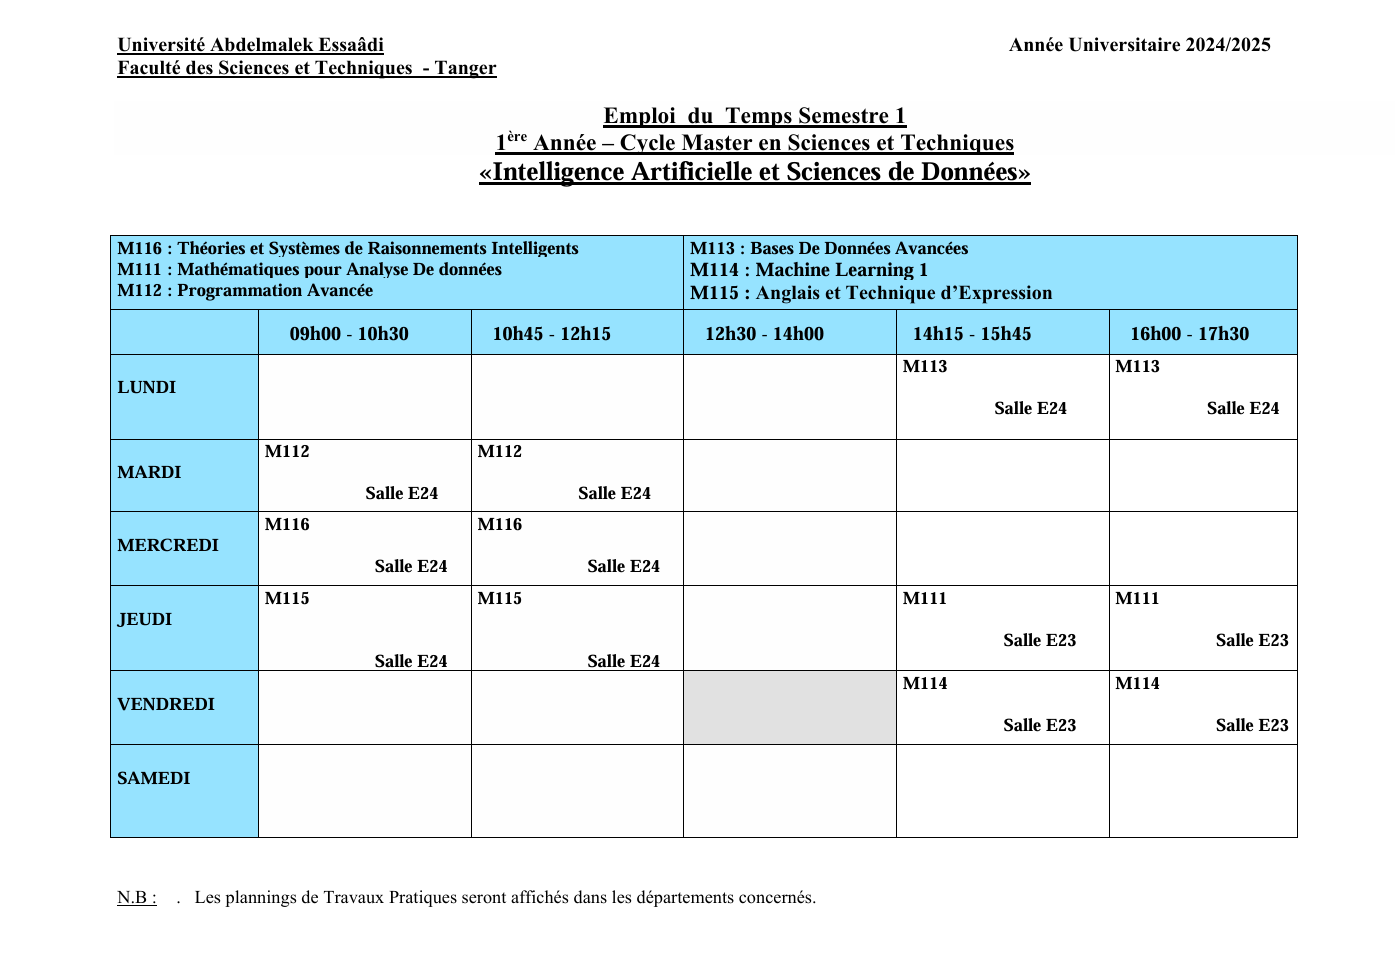 Université Abdelmalek Essaâdi
Année Universitaire 2024/2025
Faculté des Sciences et Techniques - Tanger
Emploi du Temps Semestre 1
1ère Année – Cycle Master en Sciences et Techniques
«Intelligence Artificielle et Sciences de Données»
M116 : Théories et Systèmes de Raisonnements Intelligents
M111 : Mathématiques pour Analyse De données
M112 : Programmation Avancée
M113 : Bases De Données Avancées
M114 : Machine Learning 1
M115 : Anglais et Technique d’Expression
09h00 - 10h30 10h45 - 12h15 12h30 - 14h00 14h15 - 15h45 16h00 - 17h30
LUNDI
M113
Salle E24
M113
Salle E24
MARDI
M112
Salle E24
M112
Salle E24
MERCREDI
M116
Salle E24
M116
Salle E24
JEUDI
M115
Salle E24
M115
Salle E24
M111
Salle E23
M111
Salle E23
VENDREDI
M114
Salle E23
M114
Salle E23
SAMEDI
N.B : . Les plannings de Travaux Pratiques seront affichés dans les départements concernés.